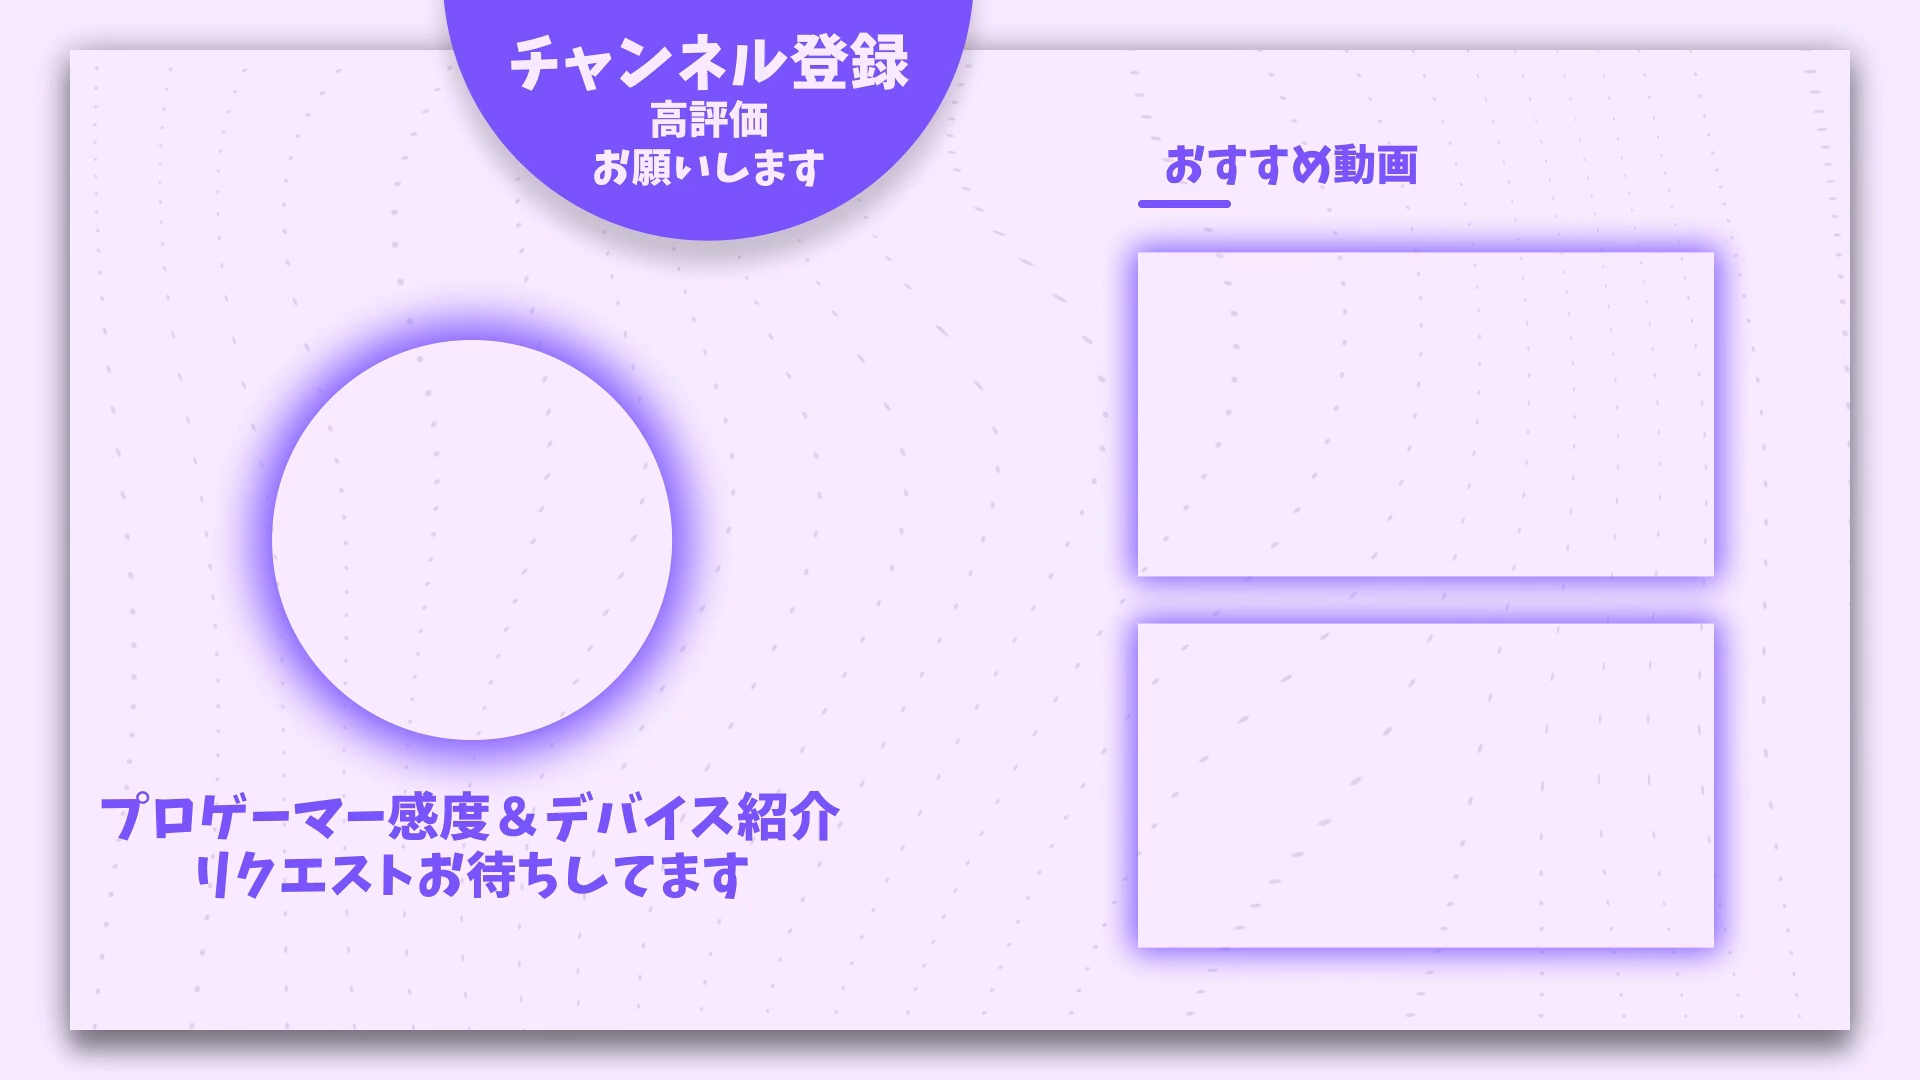 チャンネル登録
高評価
お願いします
おすすめ動画
プロゲーマー感度＆デバイス紹介
リクエストお待ちしてます